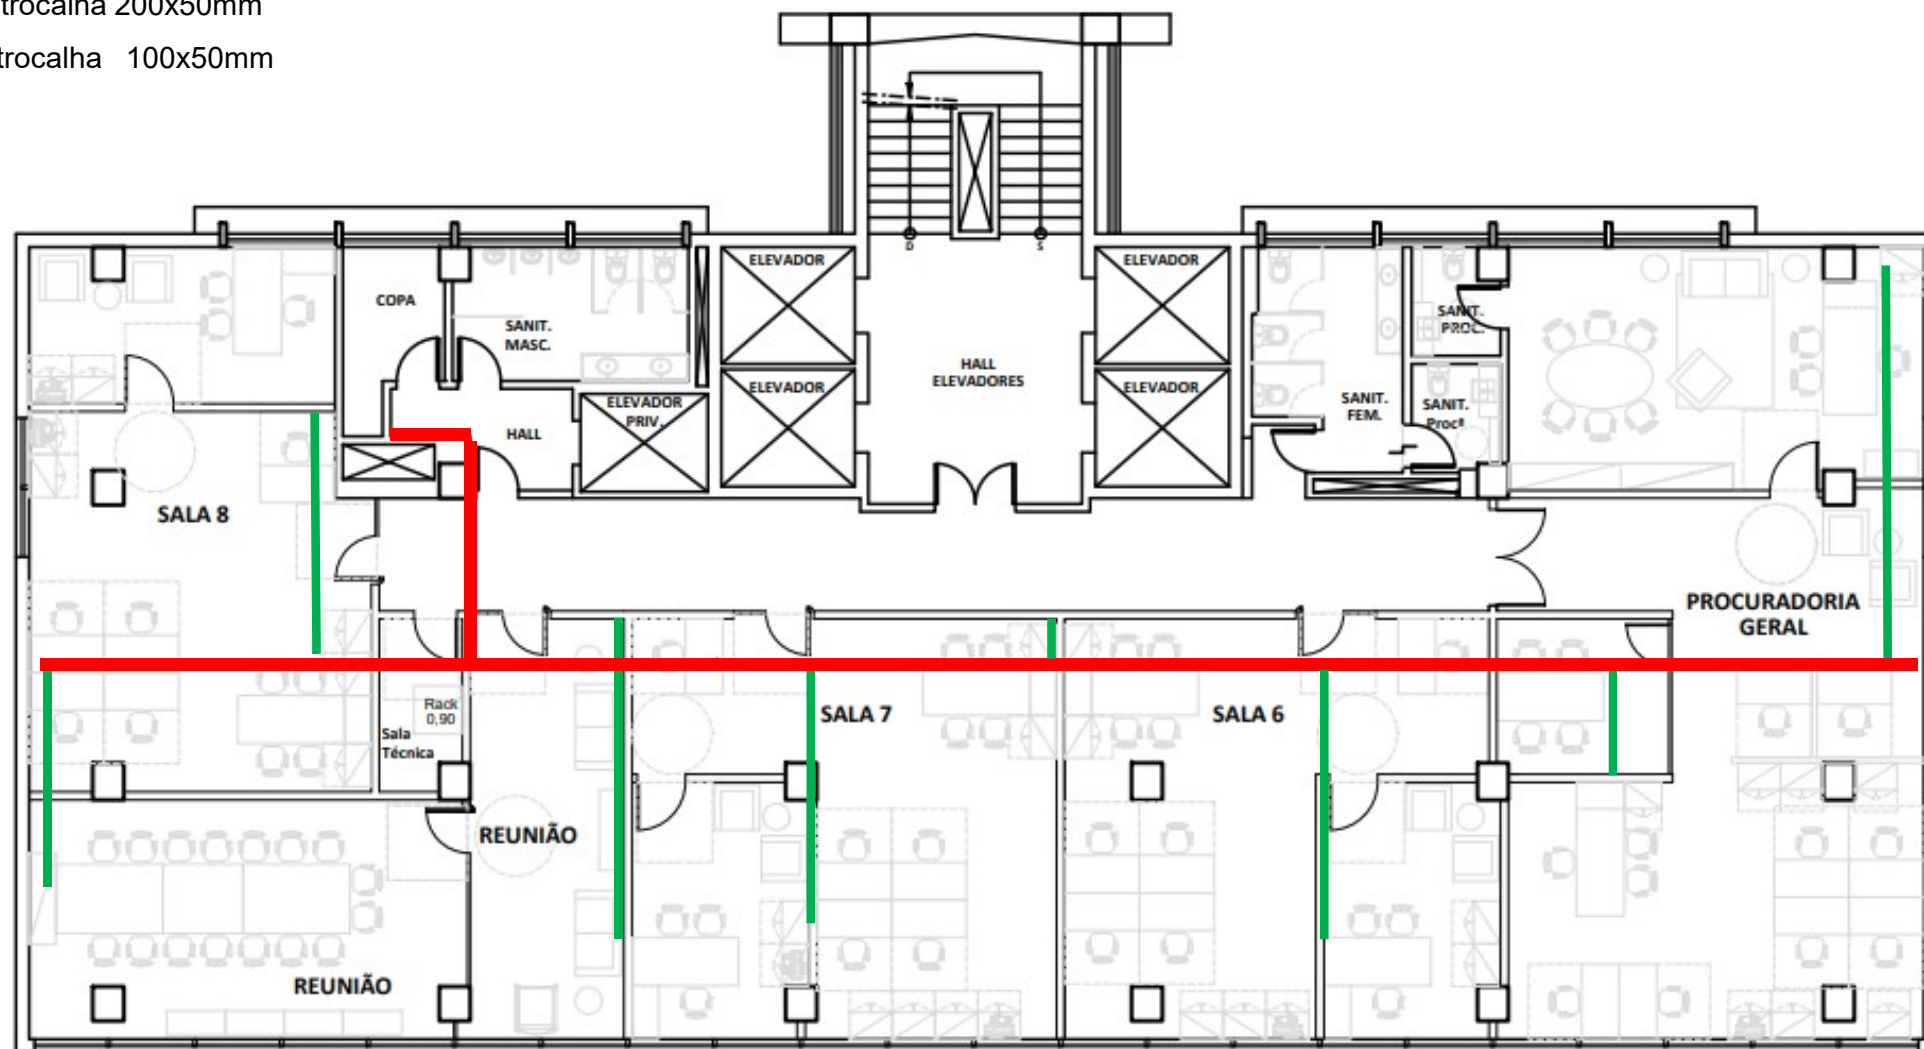 trocalha 200x50mm
trocalha 100x50mm
D
S
ELEVADOR
ELEVADOR
COPA
SANIT.
MASC.
SANIT.
PROC.
HALL
ELEVADORES
ELEVADOR
ELEVADOR
ELEVADOR
PRIV.
SANIT.
FEM.
SANIT.
Procª
HALL
SALA 8
PROCURADORIA
GERAL
Rack
0,90
SALA 7
SALA 6
Sala
Técnica
REUNIÃO
REUNIÃO